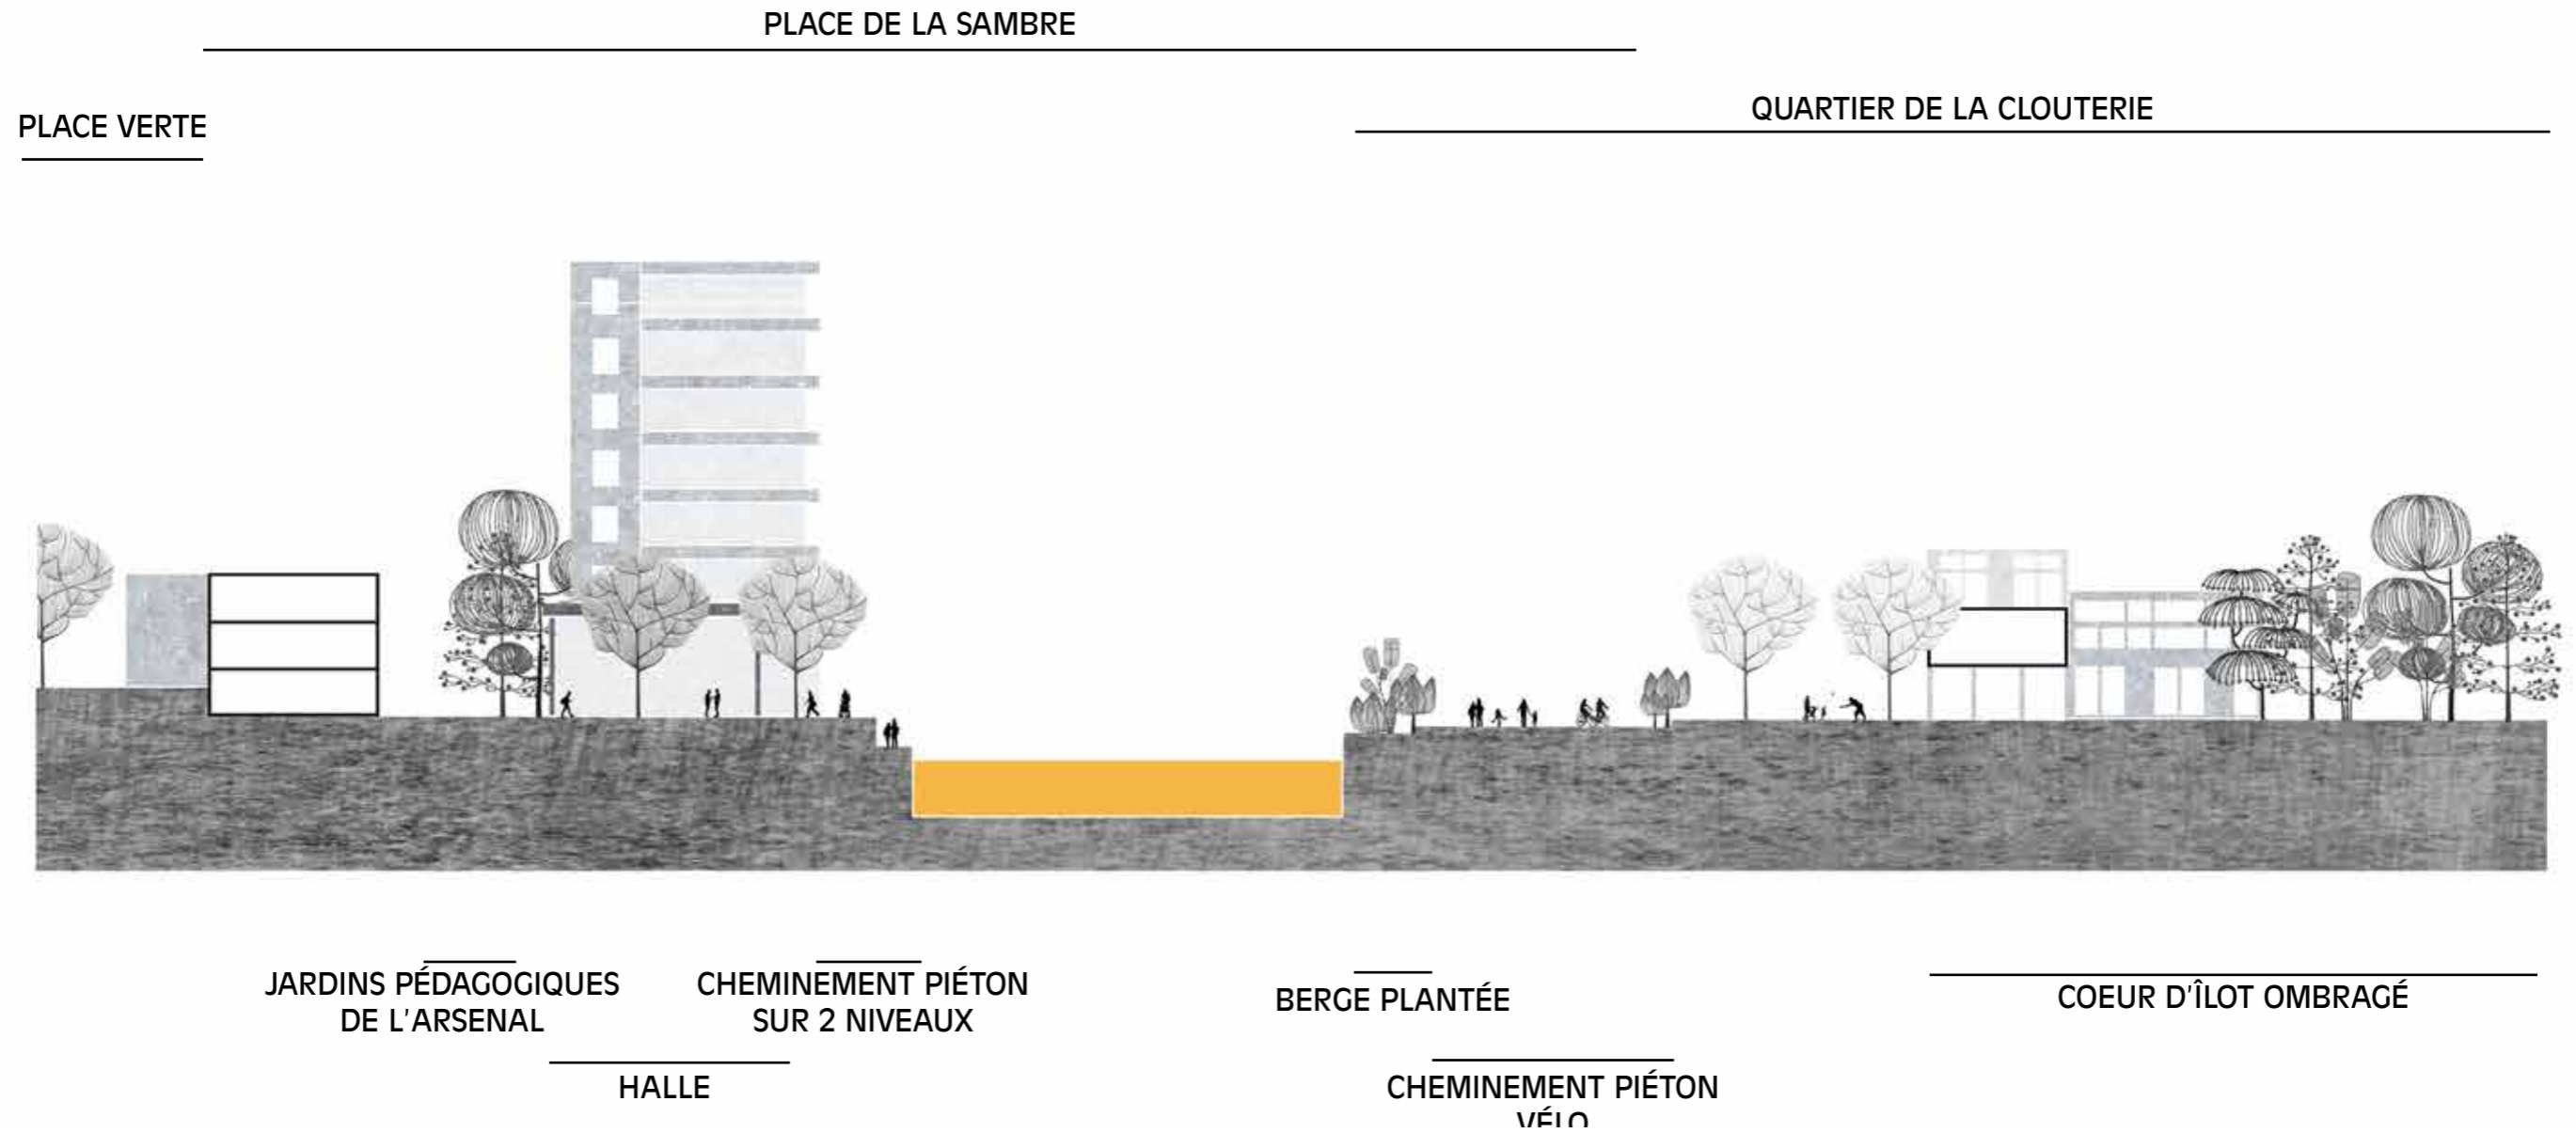 PLACE DE LA SAMBRE
QUARTIER DE LA CLOUTERIE
PLACE VERTE
JARDINS PÉDAGOGIQUES
DE L'ARSENAL
CHEMINEMENT PIÉTON
SUR 2 NIVEAUX
BERGE PLANTÉE
COEUR D'ÎLOT OMBRAGÉ
HALLE
CHEMINEMENT PIÉTON
VÉLO